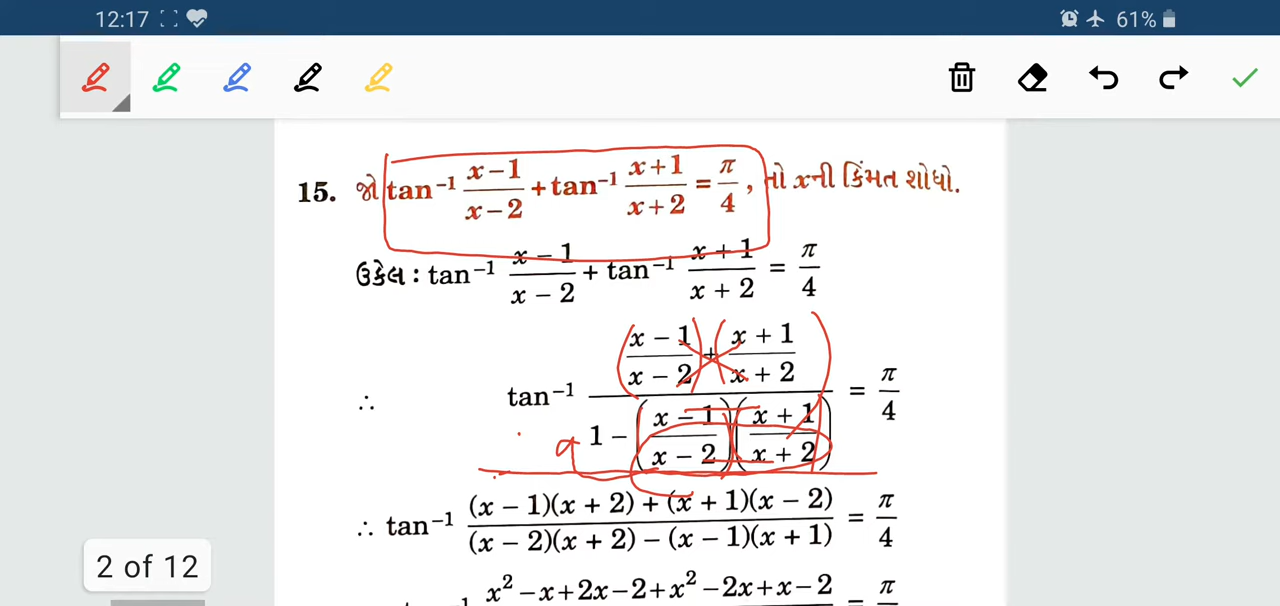 12:17 61%
15. જો tan⁻¹ (x−1)/(x−2) + tan⁻¹ (x+1)/(x+2) = π/4, તો xની કિંમત શોધો.
ઉકેલ : tan⁻¹ (x − 1)/(x − 2) + tan⁻¹ (x + 1)/(x + 2) = π/4
∴ tan⁻¹ ((x − 1)/(x − 2) + (x + 1)/(x + 2))/(1 − ((x − 1)/(x − 2))((x + 1)/(x + 2))) = π/4
∴ tan⁻¹ ((x − 1)(x + 2) + (x + 1)(x − 2))/((x − 2)(x + 2) − (x − 1)(x + 1)) = π/4
x² − x + 2x − 2 + x² − 2x + x − 2 π
2 of 12